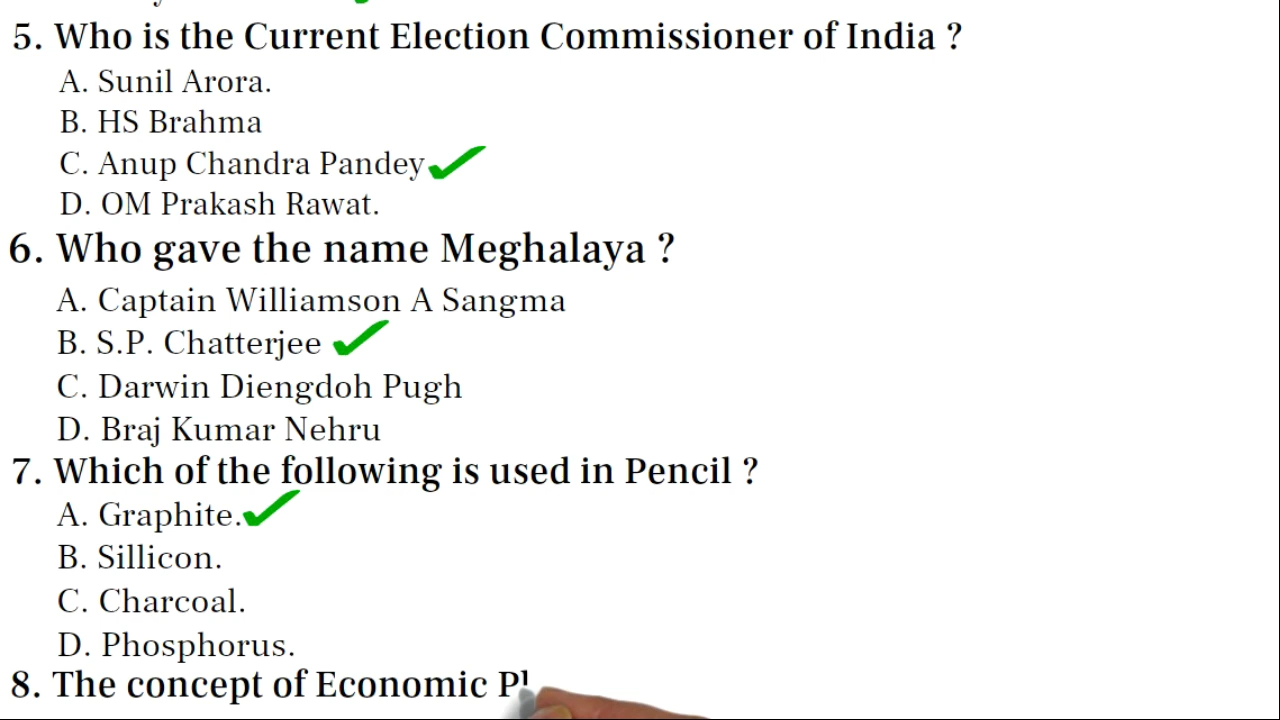 5. Who is the Current Election Commissioner of India ?
A. Sunil Arora.
B. HS Brahma
C. Anup Chandra Pandey
D. OM Prakash Rawat.
6. Who gave the name Meghalaya ?
A. Captain Williamson A Sangma
B. S.P. Chatterjee
C. Darwin Diengdoh Pugh
D. Braj Kumar Nehru
7. Which of the following is used in Pencil ?
A. Graphite.
B. Sillicon.
C. Charcoal.
D. Phosphorus.
8. The concept of Economic